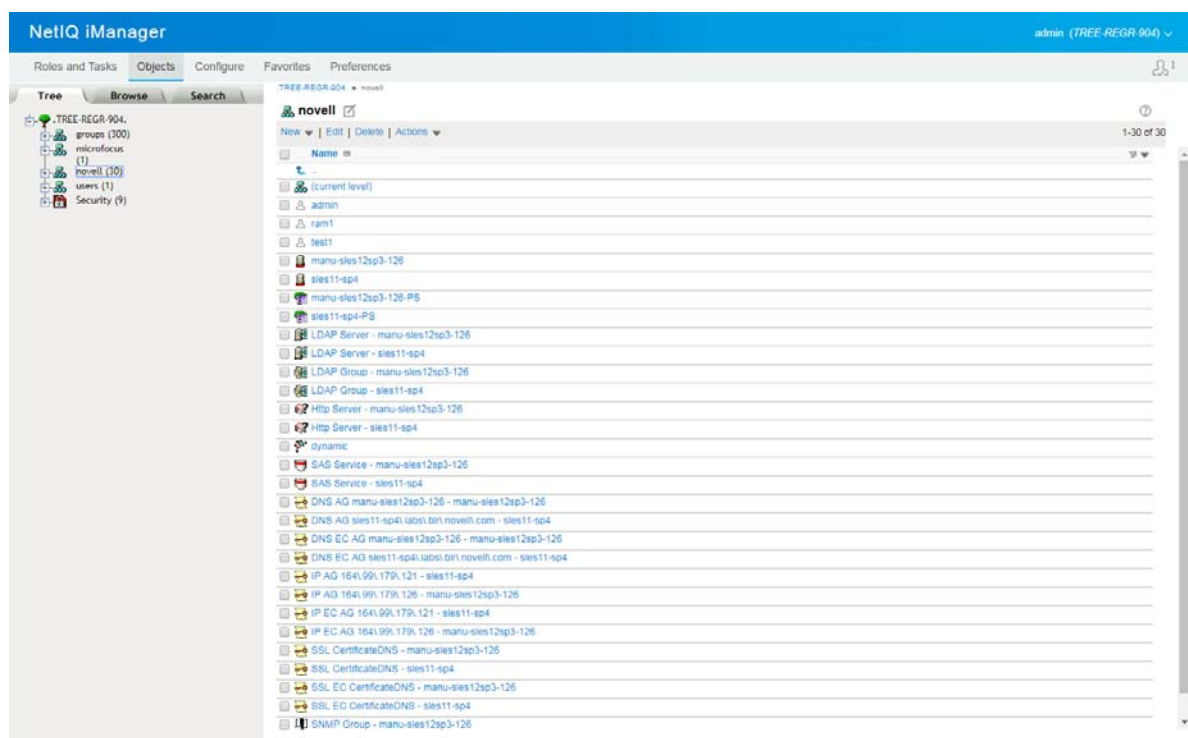 NetIQ iManager
admin (TREE-REGR-904)
Roles and Tasks Objects Configure Favorites Preferences
1
Tree Browse Search
.TREE-REGR-904.
groups (300)
microfocus
(1)
novell (30)
users (1)
Security (9)
TREE-REGR-904. novell
novell
New | Edit | Delete | Actions
1-30 of 30
Name
..
(current level)
admin
ram1
test1
manu-sles12sp3-126
sles11-sp4
manu-sles12sp3-126-PS
sles11-sp4-PS
LDAP Server - manu-sles12sp3-126
LDAP Server - sles11-sp4
LDAP Group - manu-sles12sp3-126
LDAP Group - sles11-sp4
Http Server - manu-sles12sp3-126
Http Server - sles11-sp4
dynamic
SAS Service - manu-sles12sp3-126
SAS Service - sles11-sp4
DNS AG manu-sles12sp3-126 - manu-sles12sp3-126
DNS AG sles11-sp4\.labs\.blr\.novell\.com - sles11-sp4
DNS EC AG manu-sles12sp3-126 - manu-sles12sp3-126
DNS EC AG sles11-sp4\.labs\.blr\.novell\.com - sles11-sp4
IP AG 164\.99\.179\.121 - sles11-sp4
IP AG 164\.99\.179\.126 - manu-sles12sp3-126
IP EC AG 164\.99\.179\.121 - sles11-sp4
IP EC AG 164\.99\.179\.126 - manu-sles12sp3-126
SSL CertificateDNS - manu-sles12sp3-126
SSL CertificateDNS - sles11-sp4
SSL EC CertificateDNS - manu-sles12sp3-126
SSL EC CertificateDNS - sles11-sp4
SNMP Group - manu-sles12sp3-126